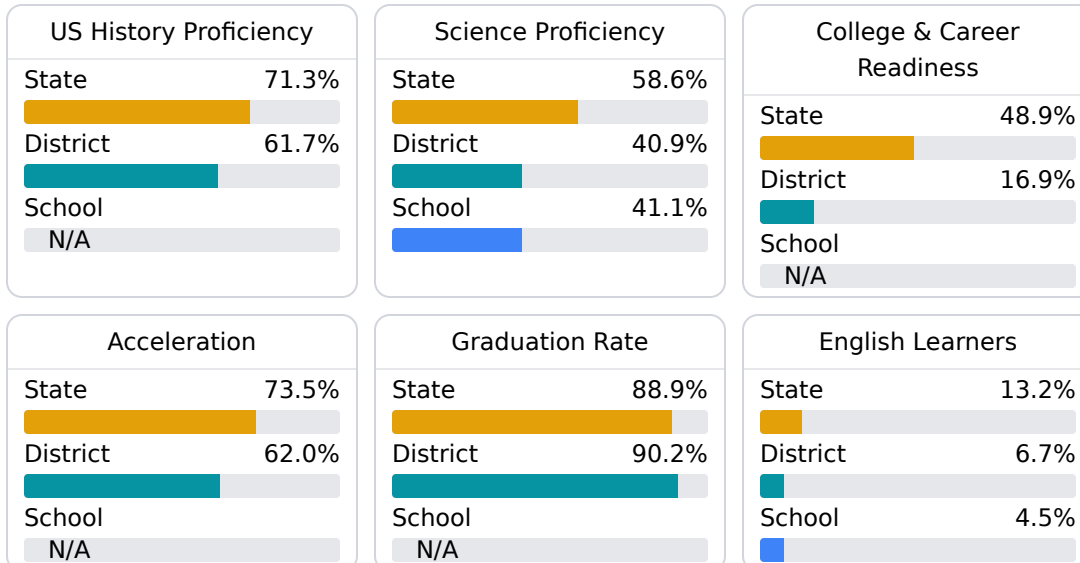 US History Proficiency
State 71.3%
District 61.7%
School
N/A
Science Proficiency
State 58.6%
District 40.9%
School 41.1%
College & Career
Readiness
State 48.9%
District 16.9%
School
N/A
Acceleration
State 73.5%
District 62.0%
School
N/A
Graduation Rate
State 88.9%
District 90.2%
School
N/A
English Learners
State 13.2%
District 6.7%
School 4.5%